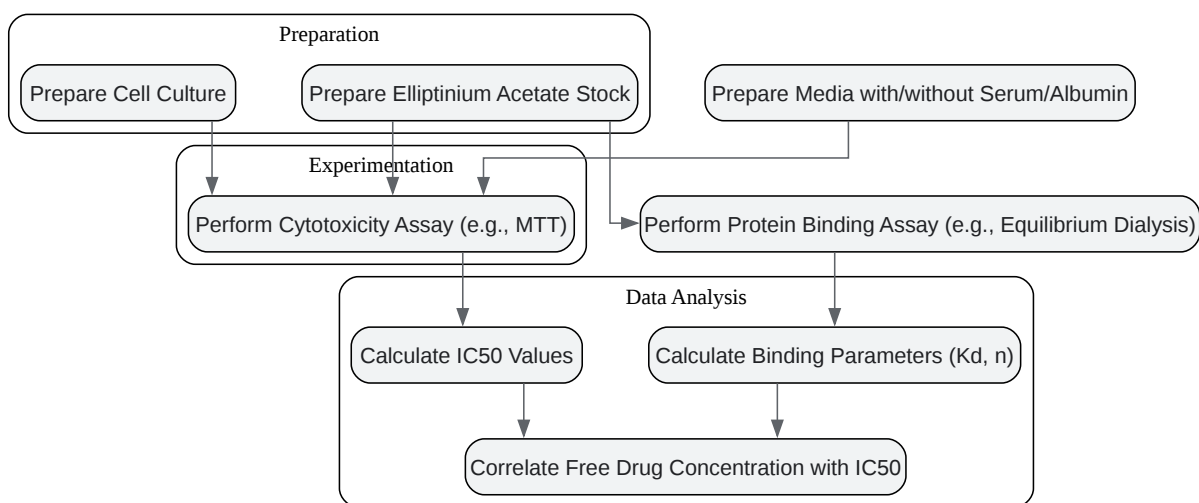 Preparation
Prepare Cell Culture
Prepare Elliptinium Acetate Stock
Prepare Media with/without Serum/Albumin
Experimentation
Perform Cytotoxicity Assay (e.g., MTT)
Perform Protein Binding Assay (e.g., Equilibrium Dialysis)
Data Analysis
Calculate IC50 Values
Calculate Binding Parameters (Kd, n)
Correlate Free Drug Concentration with IC50